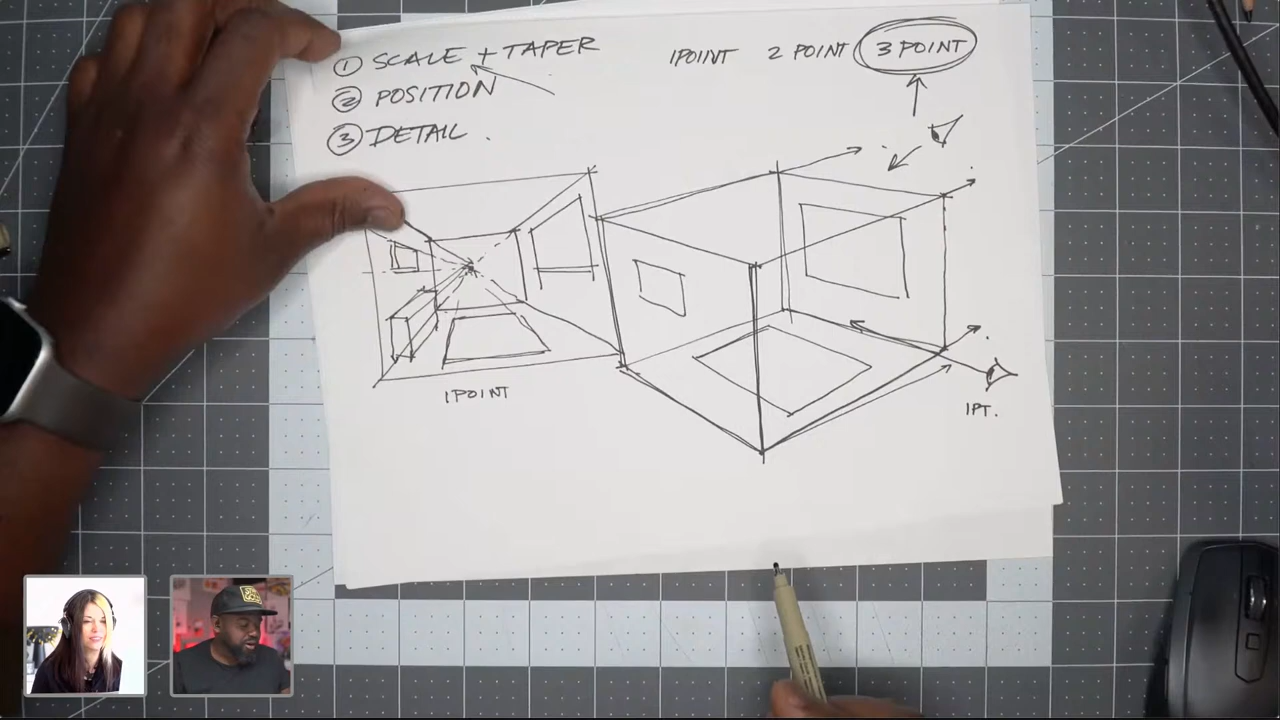 ① SCALE + TAPER
② POSITION
③ DETAIL.
1POINT 2 POINT 3 POINT
1POINT
1PT.